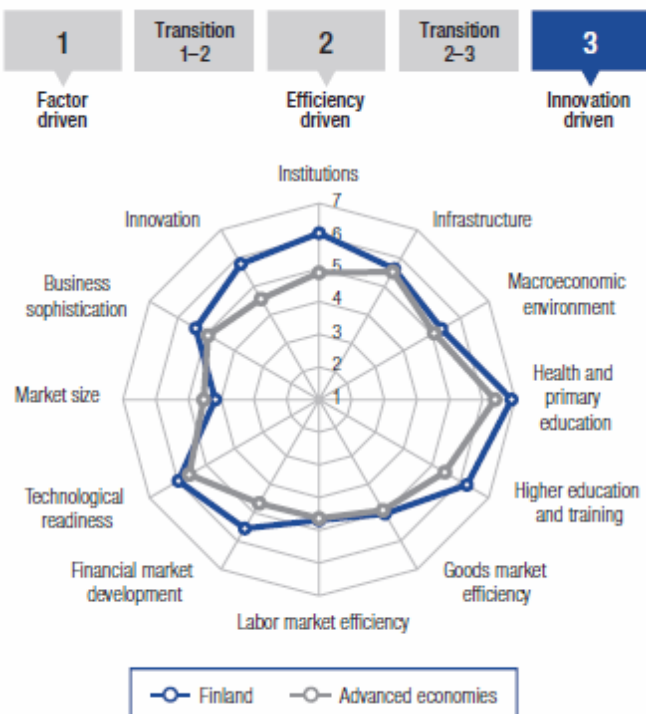 1
Transition
1–2
2
Transition
2–3
3
Factor
driven
Efficiency
driven
Innovation
driven
Institutions
Infrastructure
Macroeconomic
environment
Health and
primary
education
Higher education
and training
Goods market
efficiency
Labor market efficiency
Financial market
development
Technological
readiness
Market size
Business
sophistication
Innovation
7
6
5
4
3
2
1
Finland
Advanced economies